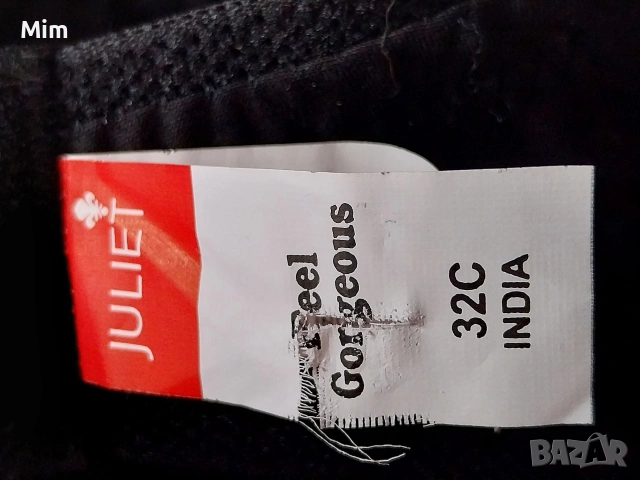 Mim
JULIET
Feel
Gorgeous
32C
INDIA
BAZAR